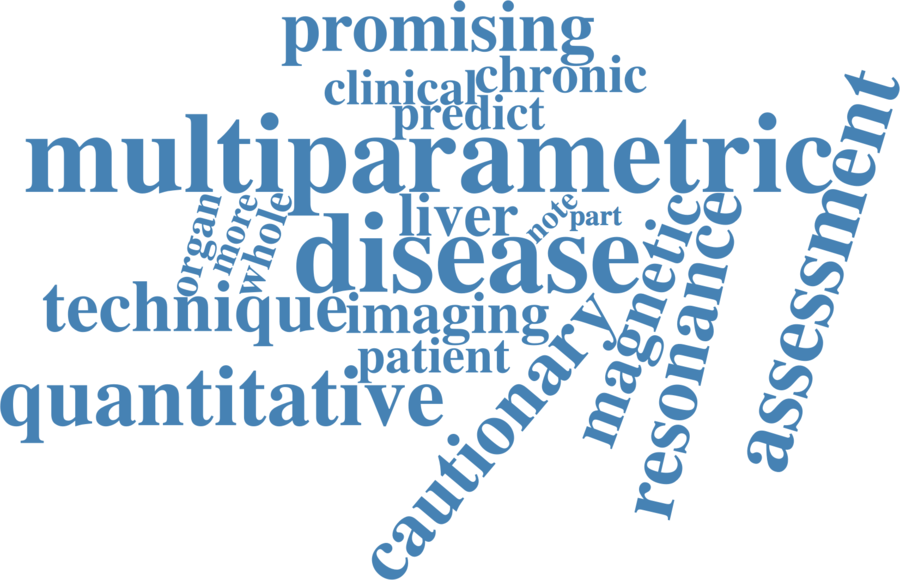 promising
clinical
chronic
predict
multiparametric
assessment
organ
more
whole
liver
note
part
disease
magnetic
resonance
technique
imaging
cautionary
patient
quantitative